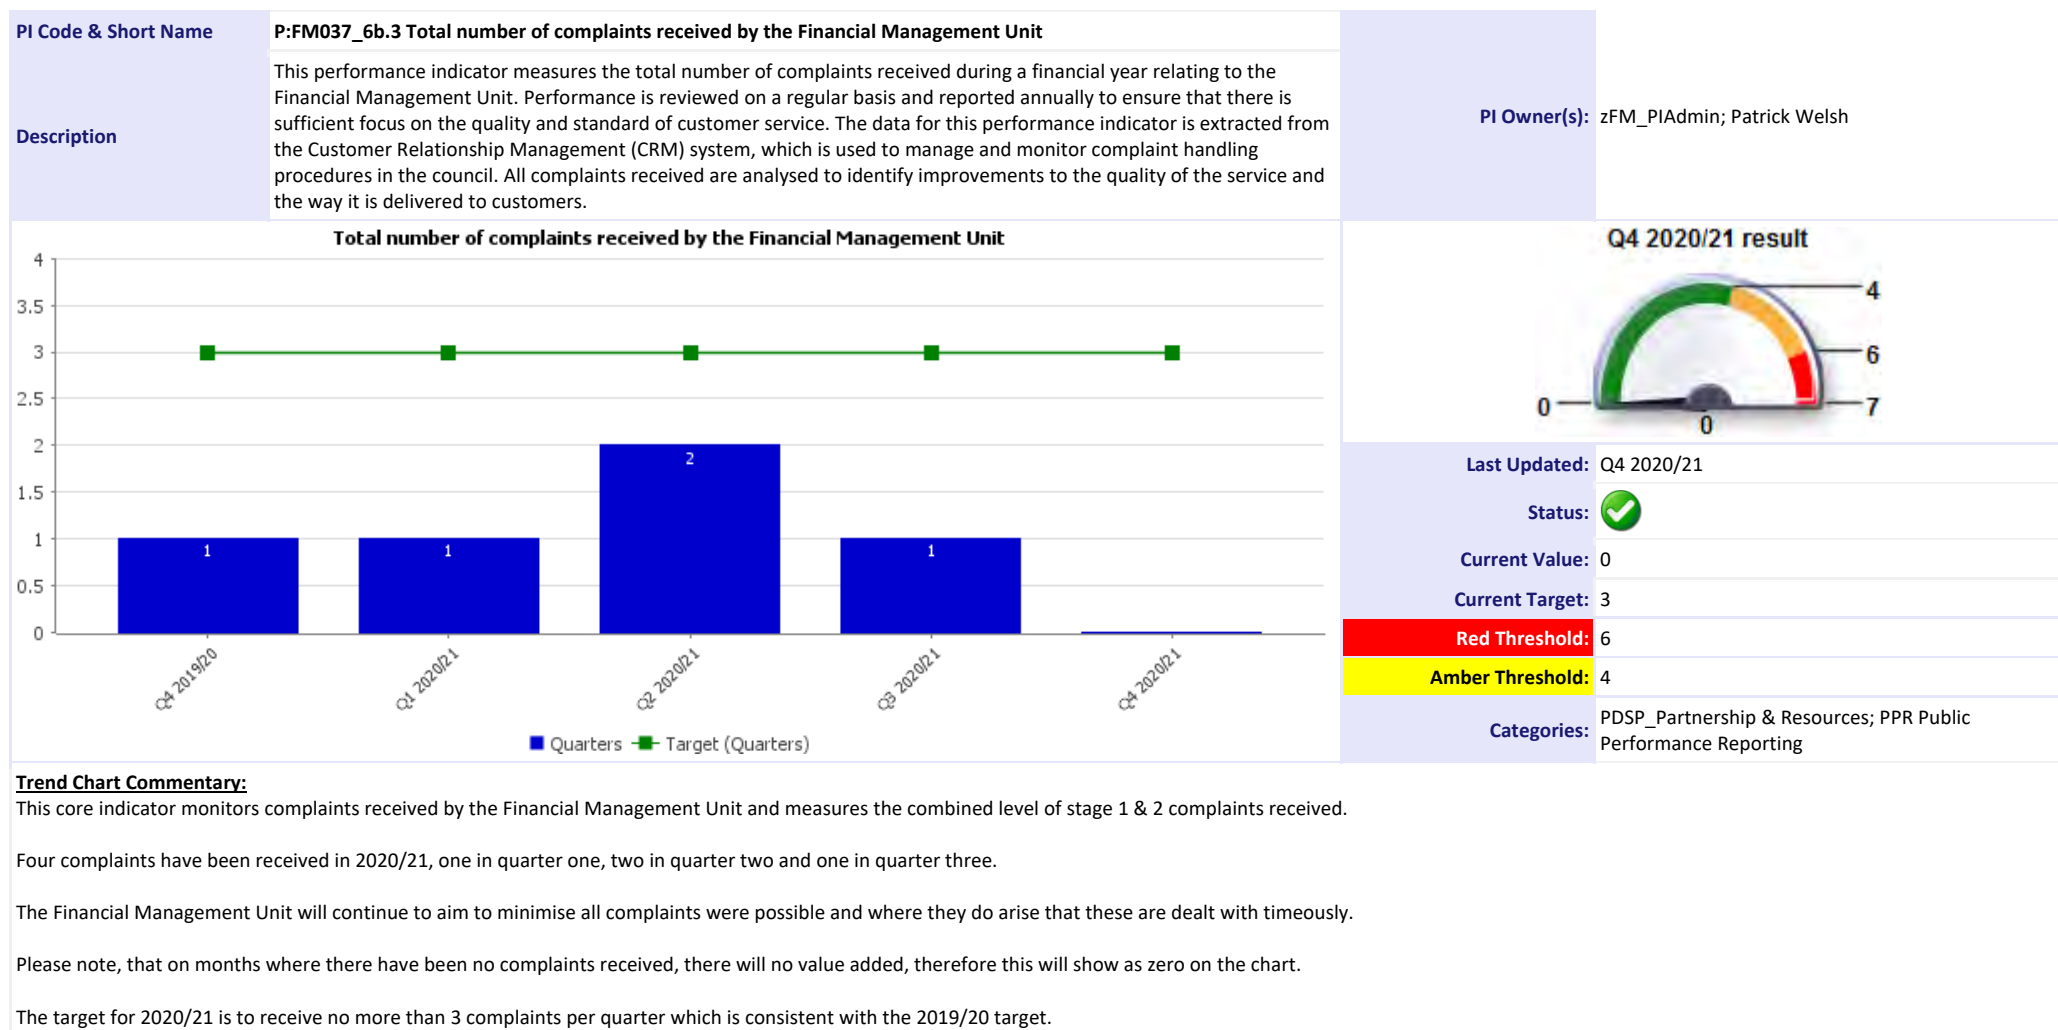 PI Code & Short Name
P:FM037_6b.3 Total number of complaints received by the Financial Management Unit
Description
This performance indicator measures the total number of complaints received during a financial year relating to the
Financial Management Unit. Performance is reviewed on a regular basis and reported annually to ensure that there is
sufficient focus on the quality and standard of customer service. The data for this performance indicator is extracted from
the Customer Relationship Management (CRM) system, which is used to manage and monitor complaint handling
procedures in the council. All complaints received are analysed to identify improvements to the quality of the service and
the way it is delivered to customers.
PI Owner(s): zFM_PIAdmin; Patrick Welsh
Total number of complaints received by the Financial Management Unit
4
3.5
3
2.5
2
1.5
1
0.5
0
1
1
2
1
Q4 2019/20
Q1 2020/21
Q2 2020/21
Q3 2020/21
Q4 2020/21
Quarters Target (Quarters)
Q4 2020/21 result
4
6
0
7
0
Last Updated: Q4 2020/21
Status:
Current Value: 0
Current Target: 3
Red Threshold: 6
Amber Threshold: 4
Categories: PDSP_Partnership & Resources; PPR Public
Performance Reporting
Trend Chart Commentary:
This core indicator monitors complaints received by the Financial Management Unit and measures the combined level of stage 1 & 2 complaints received.
Four complaints have been received in 2020/21, one in quarter one, two in quarter two and one in quarter three.
The Financial Management Unit will continue to aim to minimise all complaints were possible and where they do arise that these are dealt with timeously.
Please note, that on months where there have been no complaints received, there will no value added, therefore this will show as zero on the chart.
The target for 2020/21 is to receive no more than 3 complaints per quarter which is consistent with the 2019/20 target.